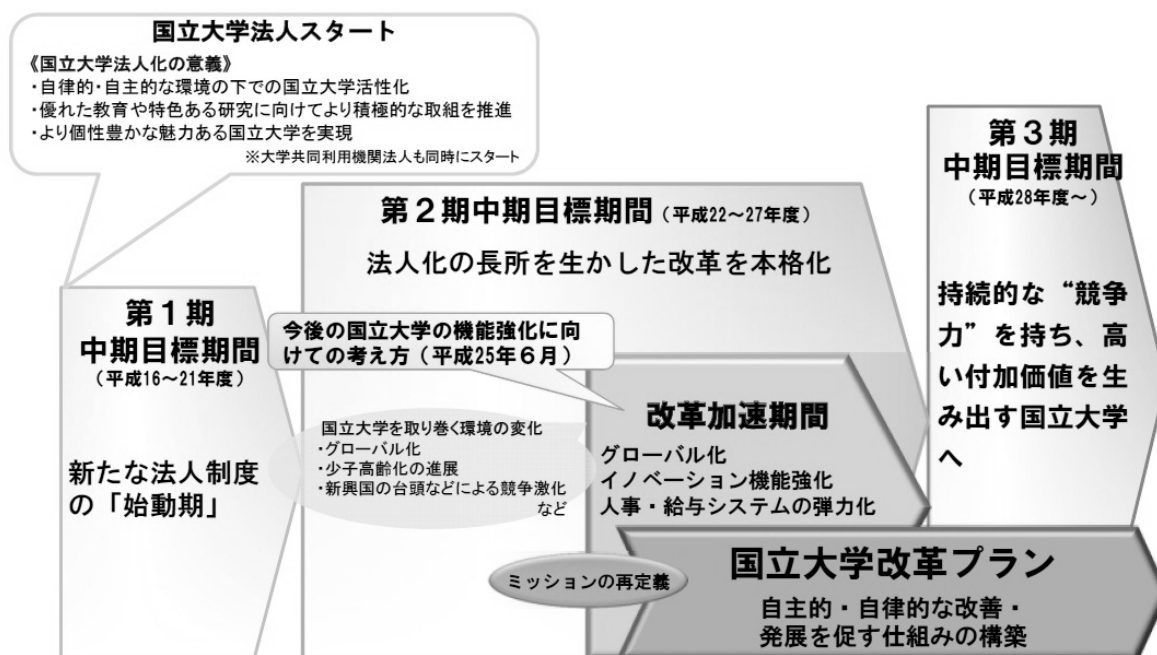 国立大学法人スタート
《国立大学法人化の意義》
・自律的・自主的な環境の下での国立大学活性化
・優れた教育や特色ある研究に向けてより積極的な取組を推進
・より個性豊かな魅力ある国立大学を実現
※大学共同利用機関法人も同時にスタート
第1期
中期目標期間
(平成16~21年度)
新たな法人制度
の「始動期」
第2期中期目標期間(平成22~27年度)
法人化の長所を生かした改革を本格化
今後の国立大学の機能強化に向
けての考え方(平成25年6月)
国立大学を取り巻く環境の変化
・グローバル化
・少子高齢化の進展
・新興国の台頭などによる競争激化
など
改革加速期間
グローバル化
イノベーション機能強化
人事・給与システムの弾力化
ミッションの再定義
国立大学改革プラン
自主的・自律的な改善・
発展を促す仕組みの構築
第3期
中期目標期間
(平成28年度~)
持続的な“競争
力”を持ち、高
い付加価値を生
み出す国立大学
へ